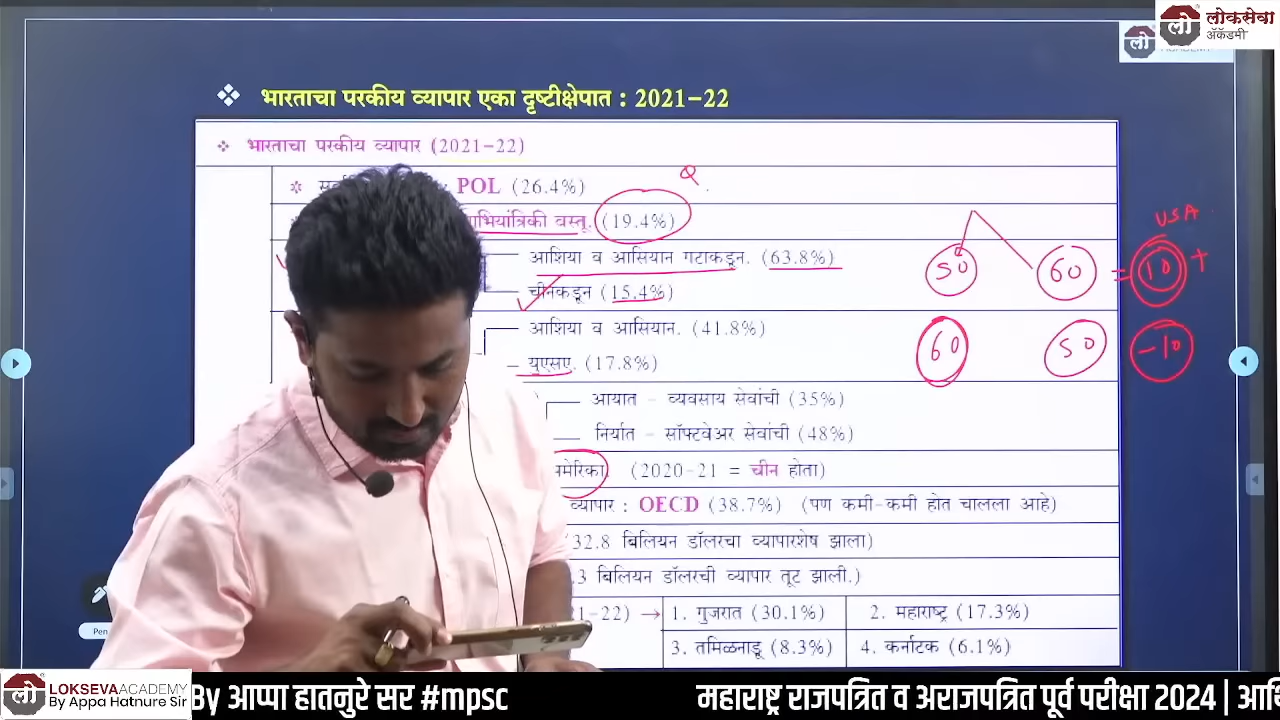 लोकसेवा
अ‍ॅकॅडमी
❖ भारताचा परकीय व्यापार एका दृष्टीक्षेपात : 2021-22
❖ भारताचा परकीय व्यापार (2021-22)
POL (26.4%)
Q
भियांत्रिकी वस्तू. (19.4%)
USA
आशिया व आसियान गटाकडून. (63.8%)
50 60 = 10 +
चीनकडून (15.4%)
आशिया व आसियान. (41.8%)
60 50 -10
युएसए. (17.8%)
आयात - व्यवसाय सेवांची (35%)
निर्यात - सॉफ्टवेअर सेवांची (48%)
मेरिका (2020-21 = चीन होता)
व्यापार : OECD (38.7%) (पण कमी-कमी होत चालला आहे)
32.8 बिलियन डॉलरचा व्यापारशेष झाला)
.3 बिलियन डॉलरची व्यापार तूट झाली.)
1-22) → 1. गुजरात (30.1%) 2. महाराष्ट्र (17.3%)
3. तमिळनाडू (8.3%) 4. कर्नाटक (6.1%)
Pen
लो LOKSEVA ACADEMY
By Appa Hatnure Sir
By आप्पा हातनुरे सर #mpsc महाराष्ट्र राजपत्रित व अराजपत्रित पूर्व परीक्षा 2024 | आर्थि